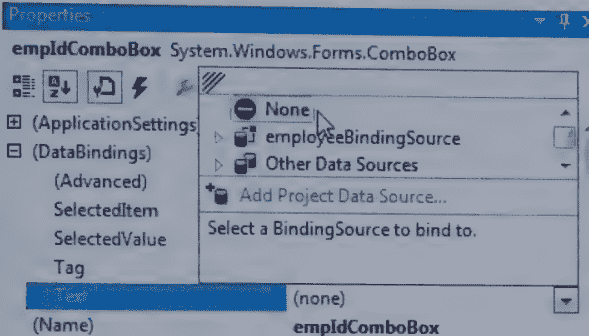 Properties
empIdComboBox System.Windows.Forms.ComboBox
None
(ApplicationSettings
employeeBindingSource
(DataBindings)
Other Data Sources
(Advanced)
Add Project Data Source...
SelectedItem
Select a BindingSource to bind to.
SelectedValue
Tag
Text (none)
(Name) empIdComboBox